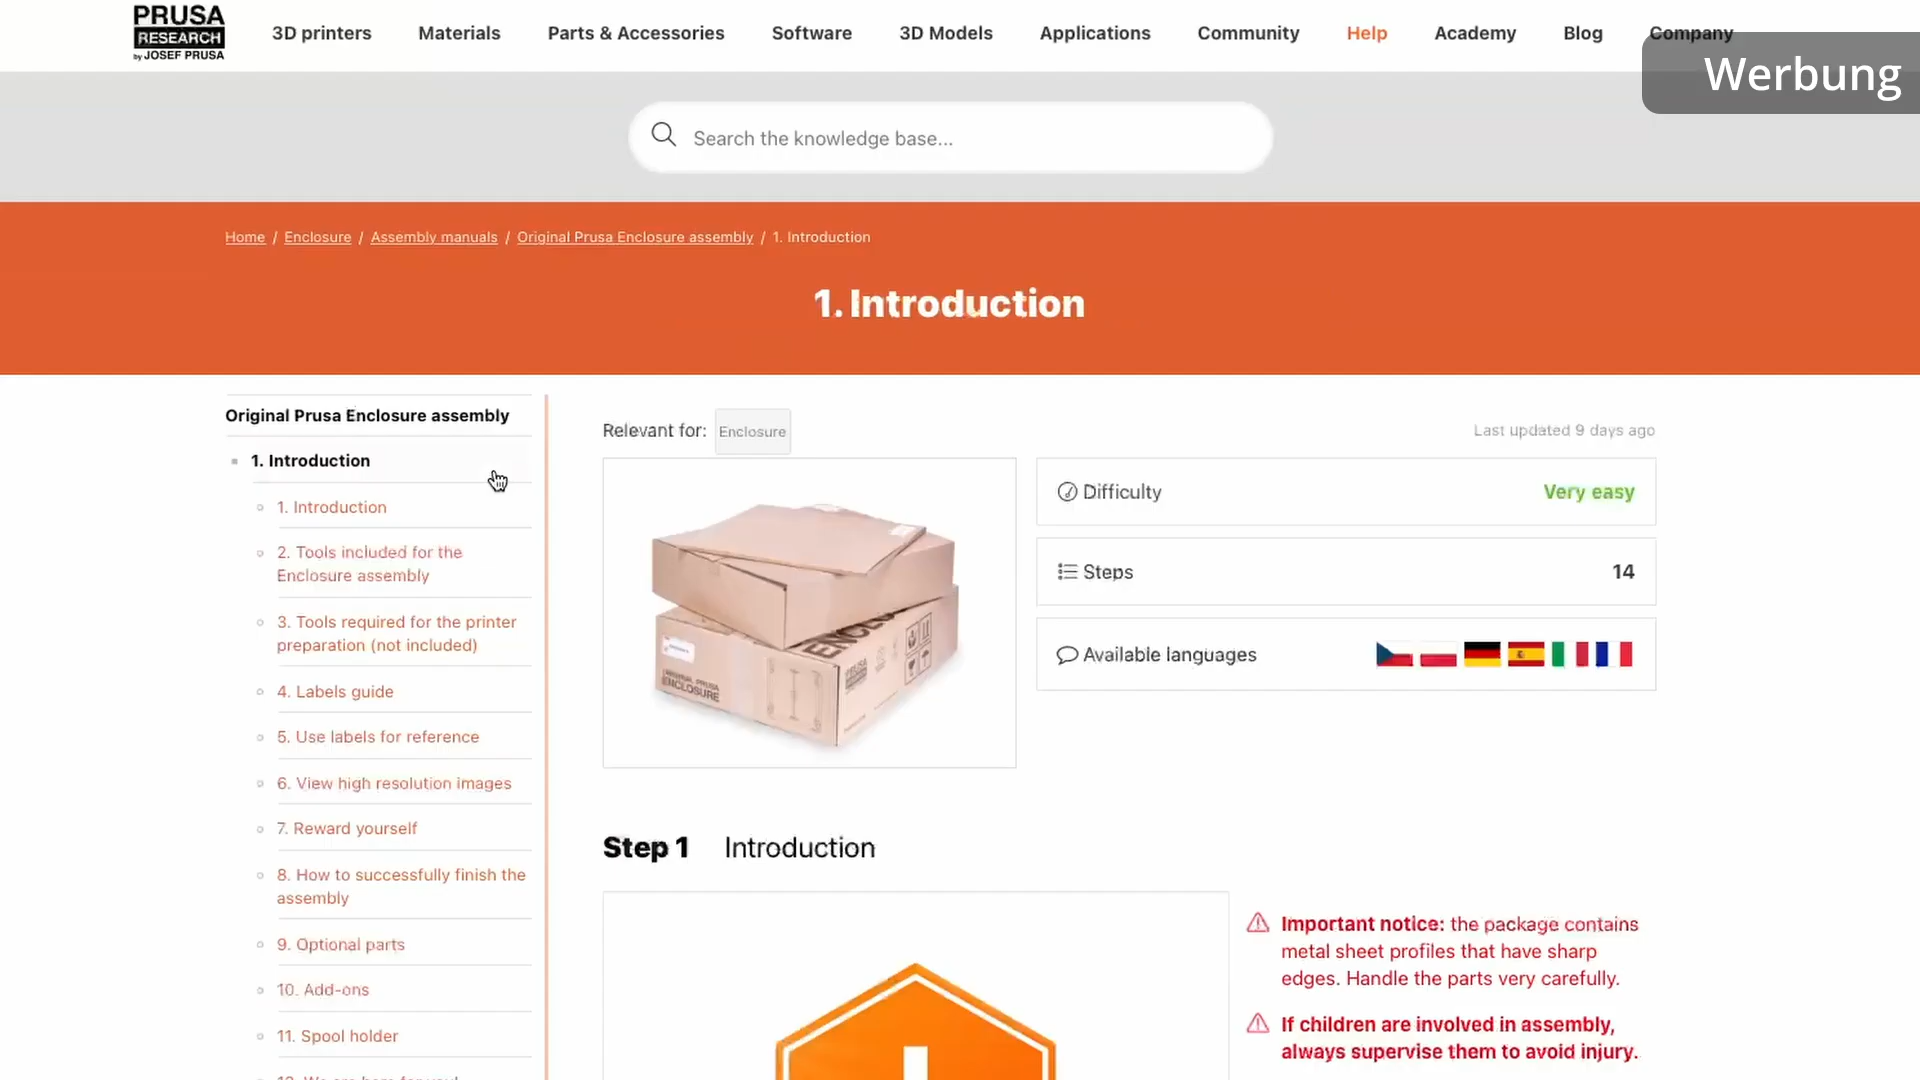 PRUSA
RESEARCH
by JOSEF PRUSA
3D printers
Materials
Parts & Accessories
Software
3D Models
Applications
Community
Help
Academy
Blog
Company
Werbung
Search the knowledge base...
Home / Enclosure / Assembly manuals / Original Prusa Enclosure assembly / 1. Introduction
1. Introduction
Original Prusa Enclosure assembly
1. Introduction
1. Introduction
2. Tools included for the
Enclosure assembly
3. Tools required for the printer
preparation (not included)
4. Labels guide
5. Use labels for reference
6. View high resolution images
7. Reward yourself
8. How to successfully finish the
assembly
9. Optional parts
10. Add-ons
11. Spool holder
Relevant for: Enclosure
Last updated 9 days ago
ORIGINAL PRUSA
ENCLOSURE
PRUSA
RESEARCH
Difficulty
Very easy
Steps
14
Available languages
Step 1 Introduction
Important notice: the package contains
metal sheet profiles that have sharp
edges. Handle the parts very carefully.
If children are involved in assembly,
always supervise them to avoid injury.